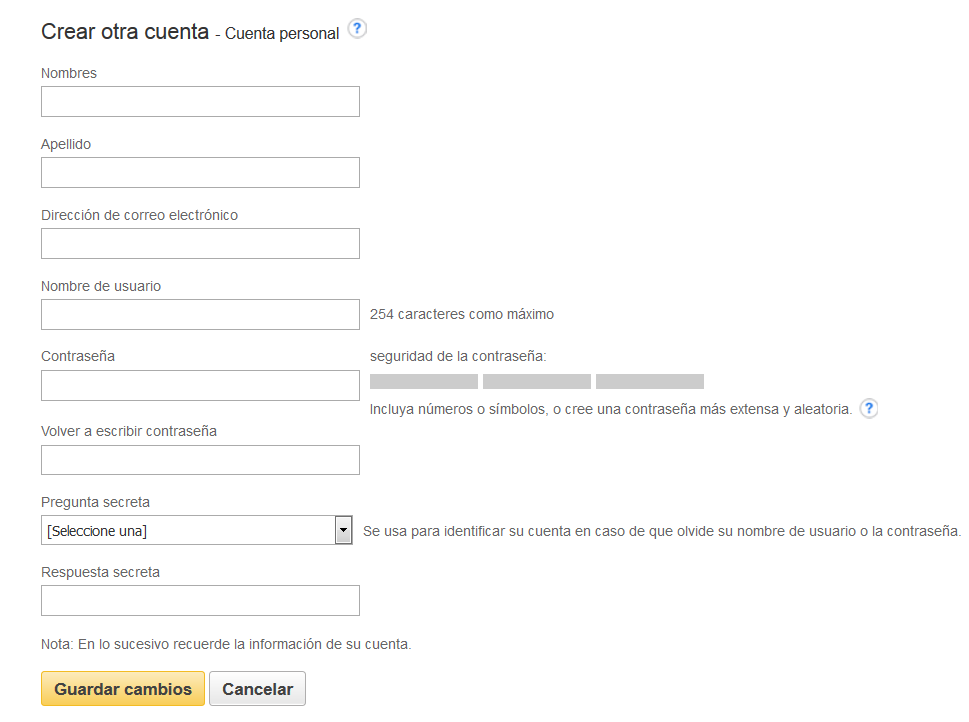 Crear otra cuenta - Cuenta personal ?
Nombres
Apellido
Dirección de correo electrónico
Nombre de usuario
254 caracteres como máximo
Contraseña
seguridad de la contraseña:
Incluya números o símbolos, o cree una contraseña más extensa y aleatoria. ?
Volver a escribir contraseña
Pregunta secreta
[Seleccione una]
Se usa para identificar su cuenta en caso de que olvide su nombre de usuario o la contraseña.
Respuesta secreta
Nota: En lo sucesivo recuerde la información de su cuenta.
Guardar cambios
Cancelar